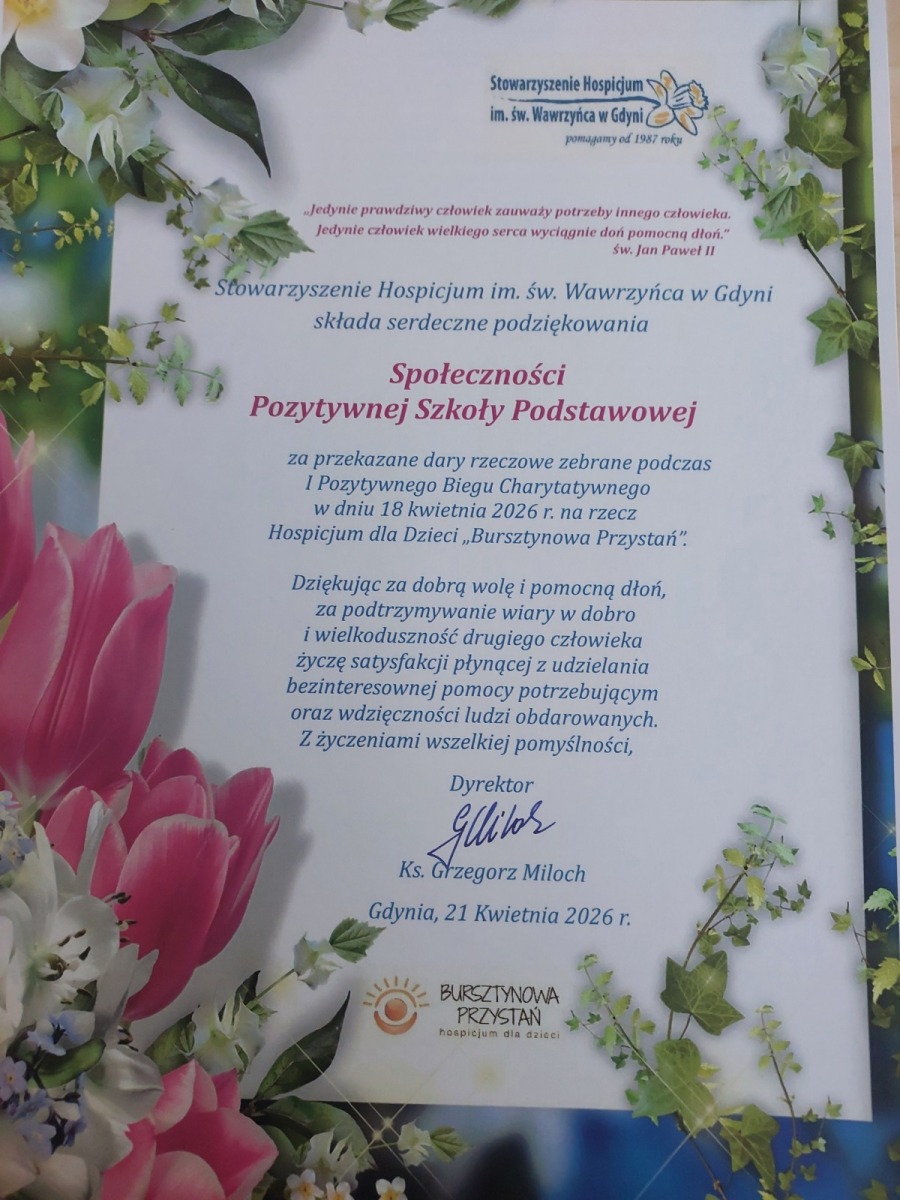 Stowarzyszenie Hospicjum
im. św. Wawrzyńca w Gdyni
pomagamy od 1987 roku
„Jedynie prawdziwy człowiek zauważy potrzeby innego człowieka.
Jedynie człowiek wielkiego serca wyciągnie doń pomocną dłoń.”
św. Jan Paweł II
Stowarzyszenie Hospicjum im. św. Wawrzyńca w Gdyni
składa serdeczne podziękowania
Społeczności
Pozytywnej Szkoły Podstawowej
za przekazane dary rzeczowe zebrane podczas
I Pozytywnego Biegu Charytatywnego
w dniu 18 kwietnia 2026 r. na rzecz
Hospicjum dla Dzieci „Bursztynowa Przystań”.
Dziękując za dobrą wolę i pomocną dłoń,
za podtrzymywanie wiary w dobro
i wielkoduszność drugiego człowieka
życzę satysfakcji płynącej z udzielania
bezinteresownej pomocy potrzebującym
oraz wdzięczności ludzi obdarowanych.
Z życzeniami wszelkiej pomyślności,
Dyrektor
GMiloch
Ks. Grzegorz Miloch
Gdynia, 21 Kwietnia 2026 r.
BURSZTYNOWA
PRZYSTAŃ
hospicjum dla dzieci